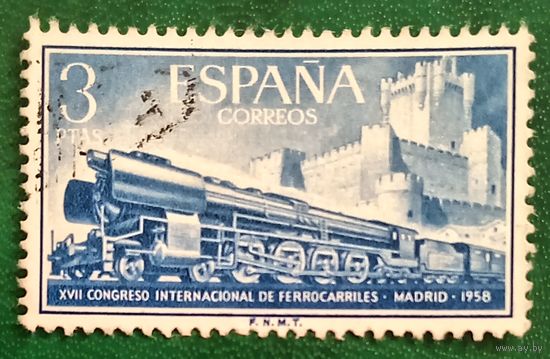 3
PTAS
ESPAÑA
CORREOS
XVII CONGRESO INTERNACIONAL DE FERROCARRILES · MADRID · 1958
F.N.M.T.
www.ay.by